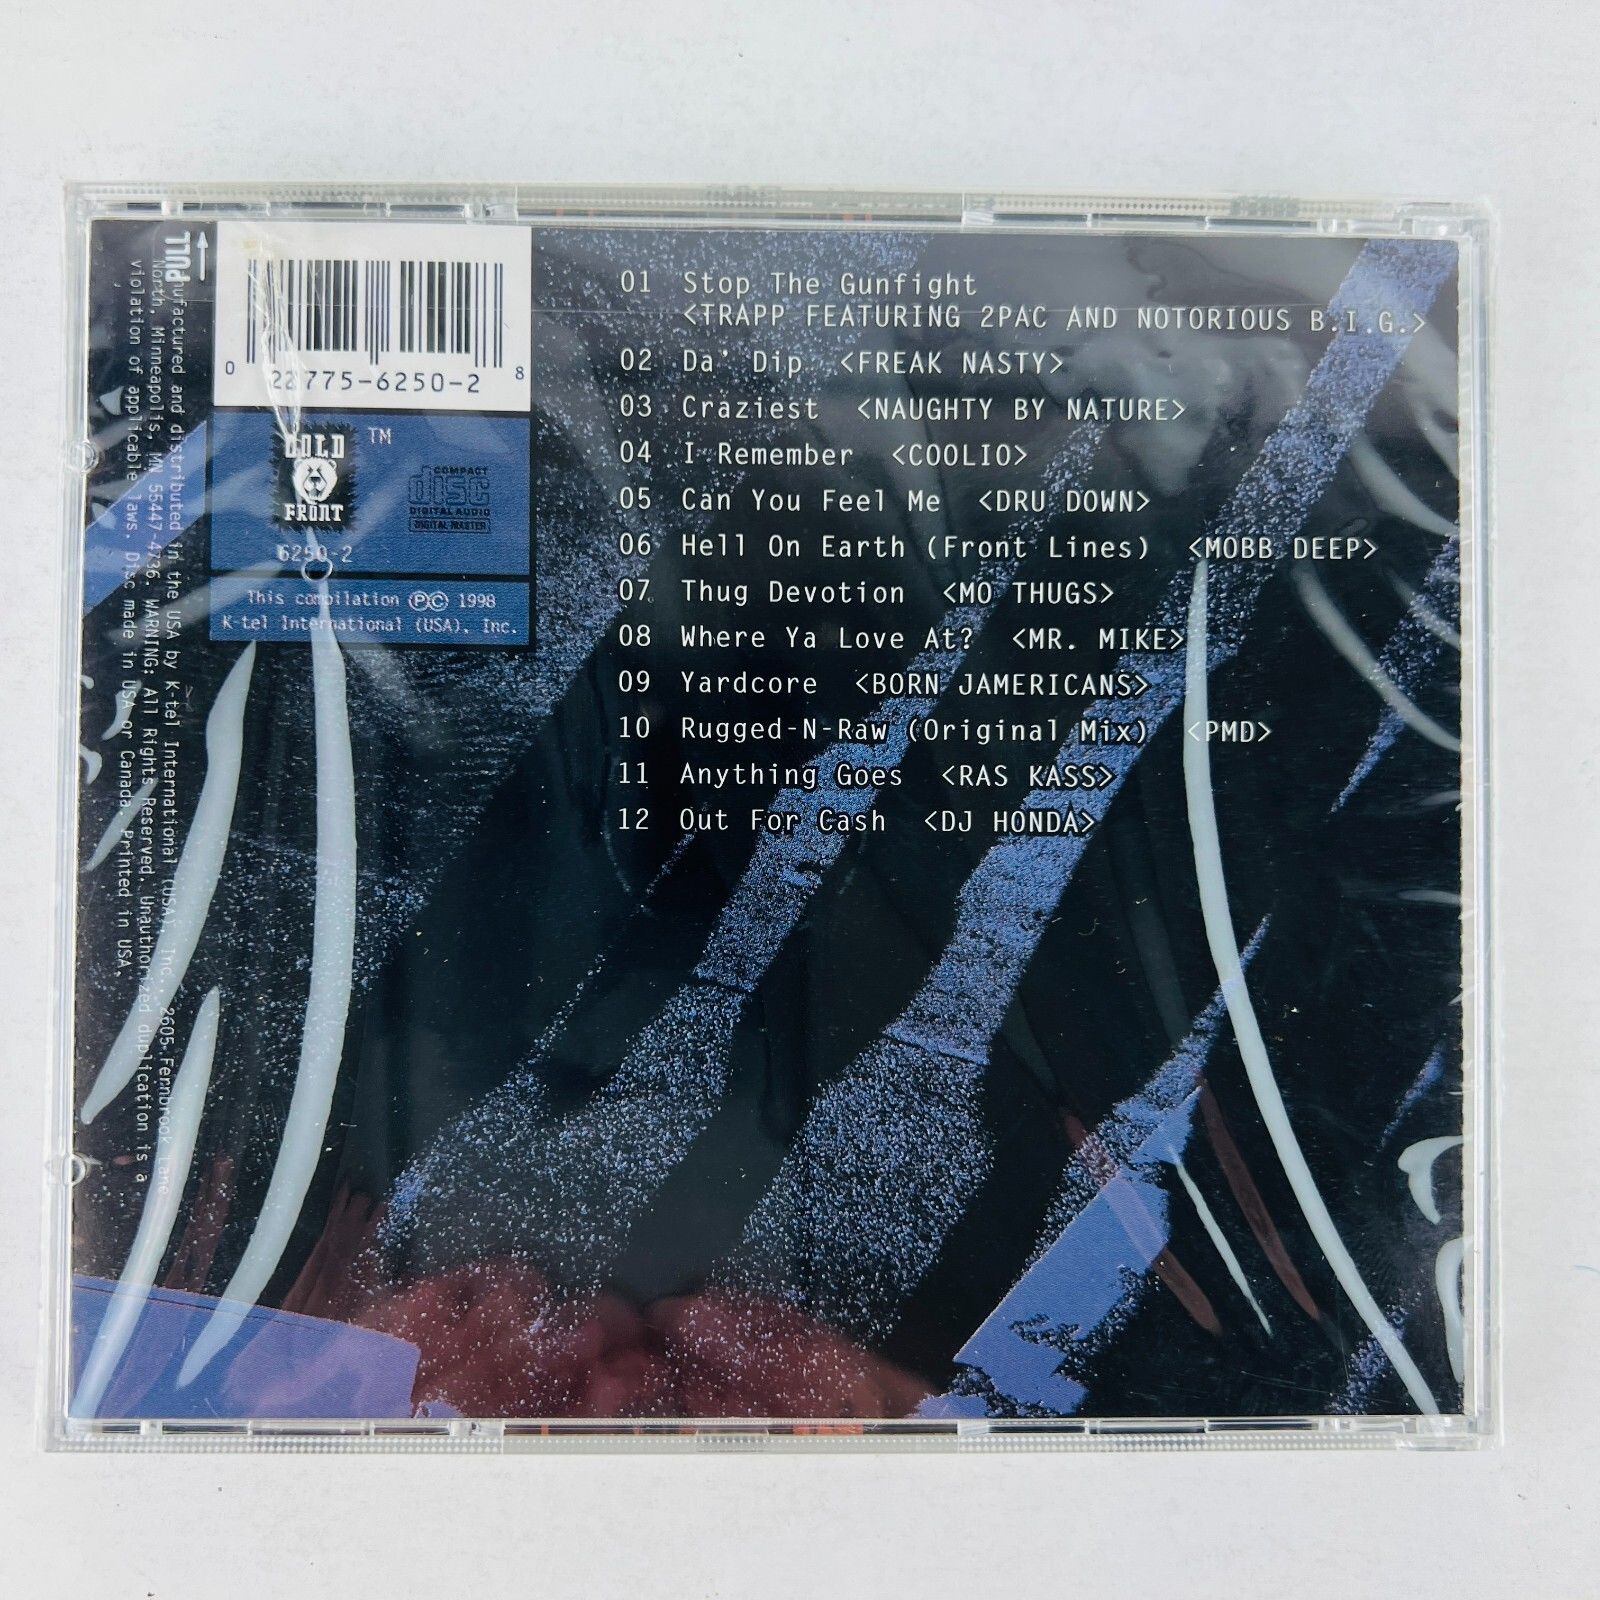 PULL
0 22775-6250-2 8
COLD
FRONT
TM
COMPACT
disc
DIGITAL AUDIO
DIGITAL MASTER
6250-2
This compilation ℗© 1998
K-tel International (USA), Inc.
01 Stop The Gunfight
<TRAPP FEATURING 2PAC AND NOTORIOUS B.I.G.>
02 Da' Dip <FREAK NASTY>
03 Craziest <NAUGHTY BY NATURE>
04 I Remember <COOLIO>
05 Can You Feel Me <DRU DOWN>
06 Hell On Earth (Front Lines) <MOBB DEEP>
07 Thug Devotion <MO THUGS>
08 Where Ya Love At? <MR. MIKE>
09 Yardcore <BORN JAMERICANS>
10 Rugged-N-Raw (Original Mix) <PMD>
11 Anything Goes <RAS KASS>
12 Out For Cash <DJ HONDA>
Manufactured and distributed in the USA by K-tel International (USA), Inc., 2605 Fernbrook Lane
North, Minneapolis, MN 55447-4736. WARNING: All Rights Reserved. Unauthorized duplication is a
violation of applicable laws. Disc made in USA or Canada. Printed in USA.